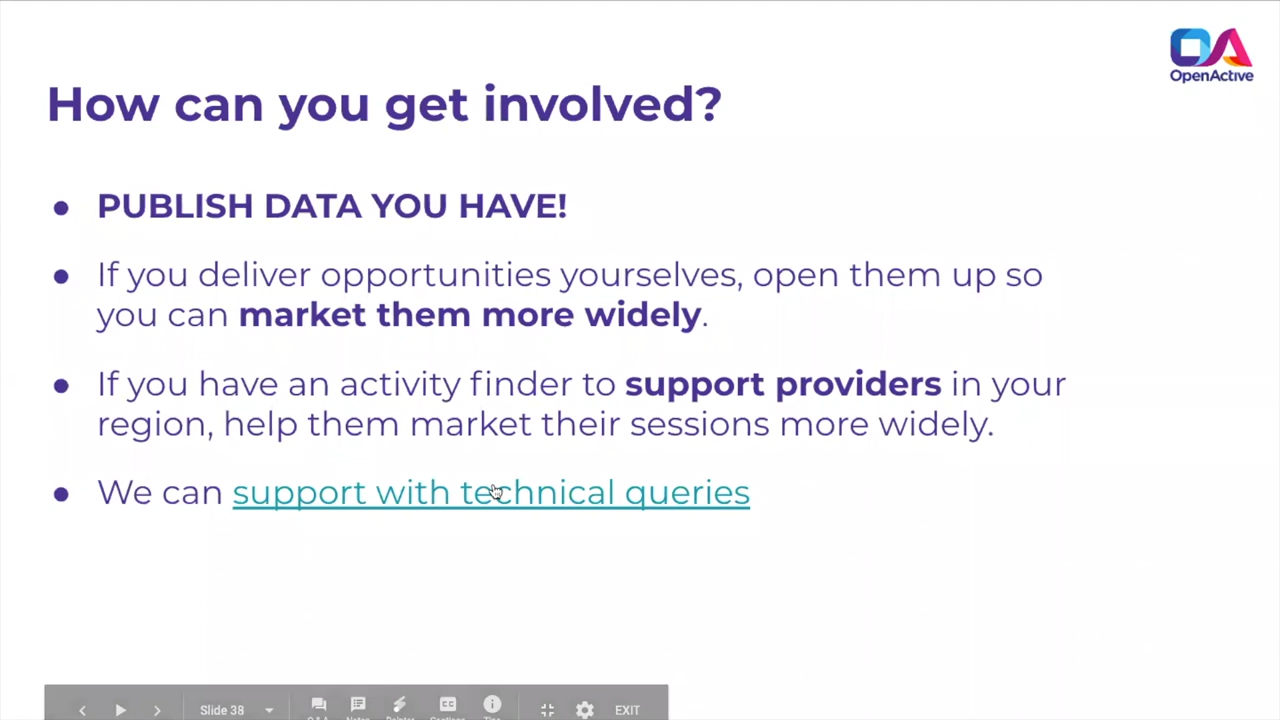 OpenActive
How can you get involved?
● PUBLISH DATA YOU HAVE!
● If you deliver opportunities yourselves, open them up so
you can market them more widely.
● If you have an activity finder to support providers in your
region, help them market their sessions more widely.
● We can support with technical queries
Slide 38
EXIT